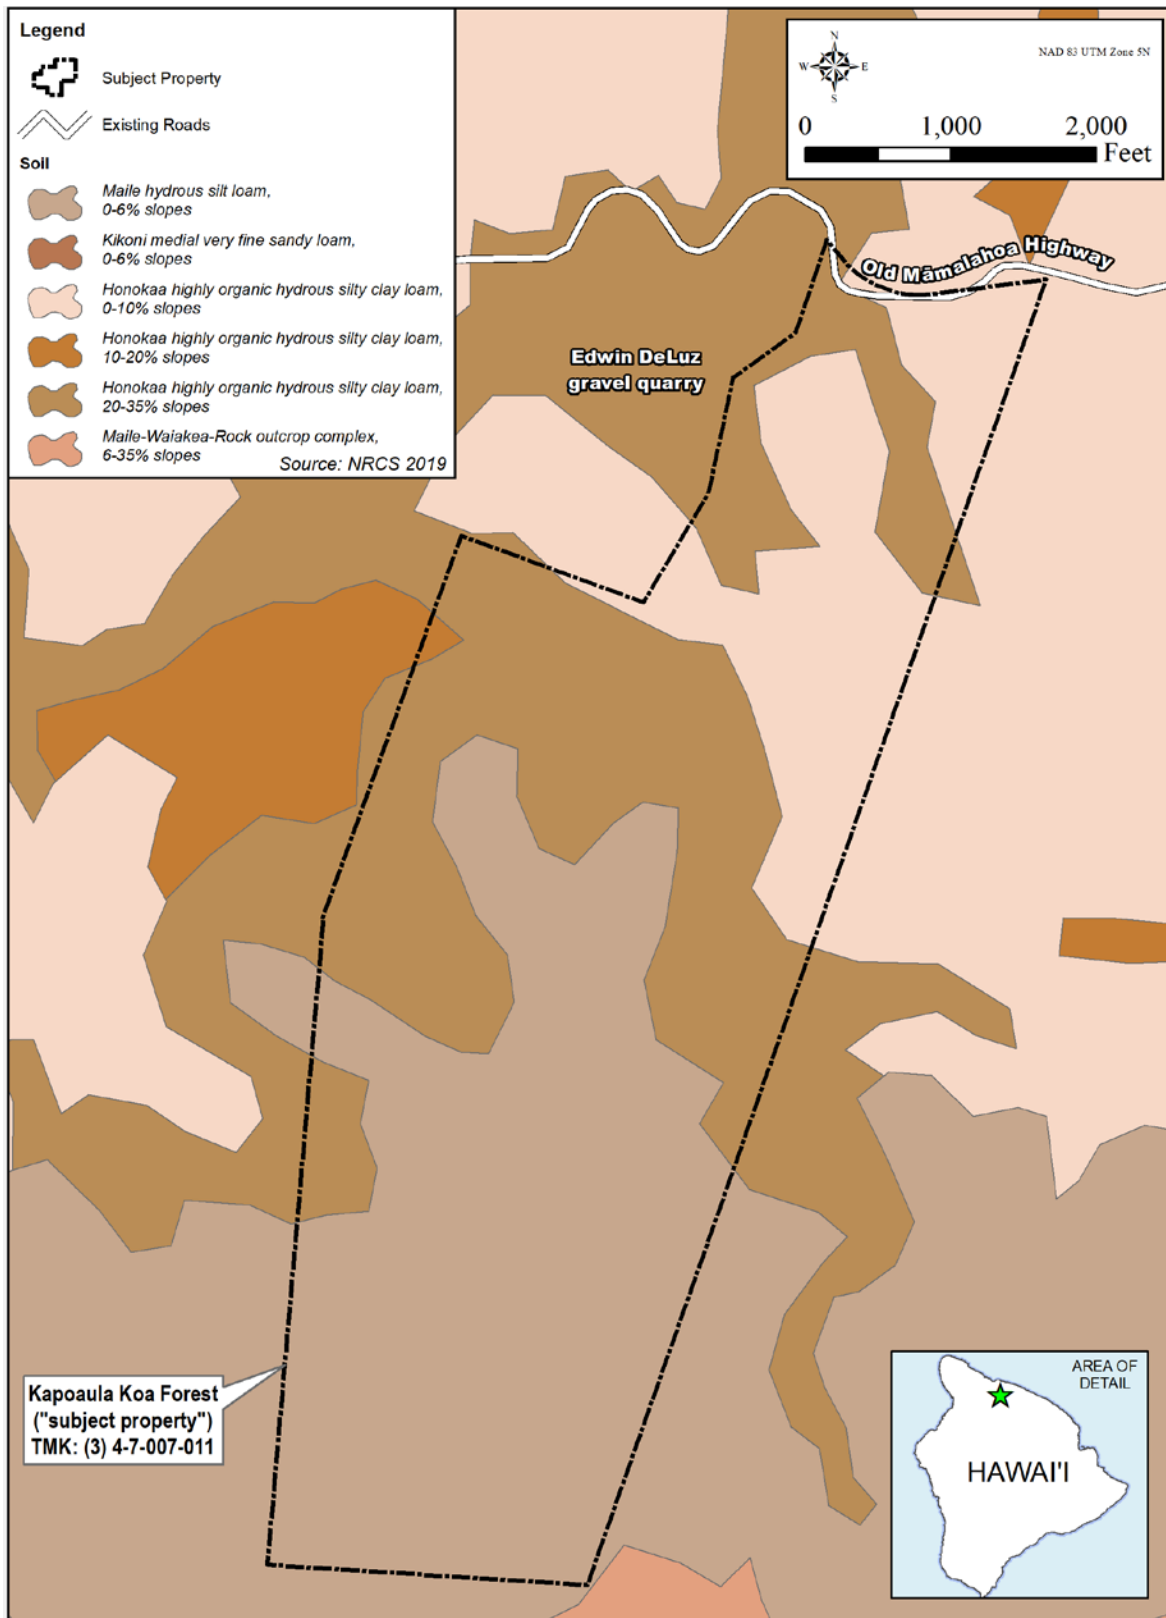 Legend
Subject Property
Existing Roads
Soil
Maile hydrous silt loam,
0-6% slopes
Kikoni medial very fine sandy loam,
0-6% slopes
Honokaa highly organic hydrous silty clay loam,
0-10% slopes
Honokaa highly organic hydrous silty clay loam,
10-20% slopes
Honokaa highly organic hydrous silty clay loam,
20-35% slopes
Maile-Waiakea-Rock outcrop complex,
6-35% slopes
Source: NRCS 2019
N
W E
S
NAD 83 UTM Zone 5N
0 1,000 2,000
Feet
Old Māmalahoa Highway
Edwin DeLuz
gravel quarry
Kapoaula Koa Forest
("subject property")
TMK: (3) 4-7-007-011
AREA OF
DETAIL
HAWAI'I